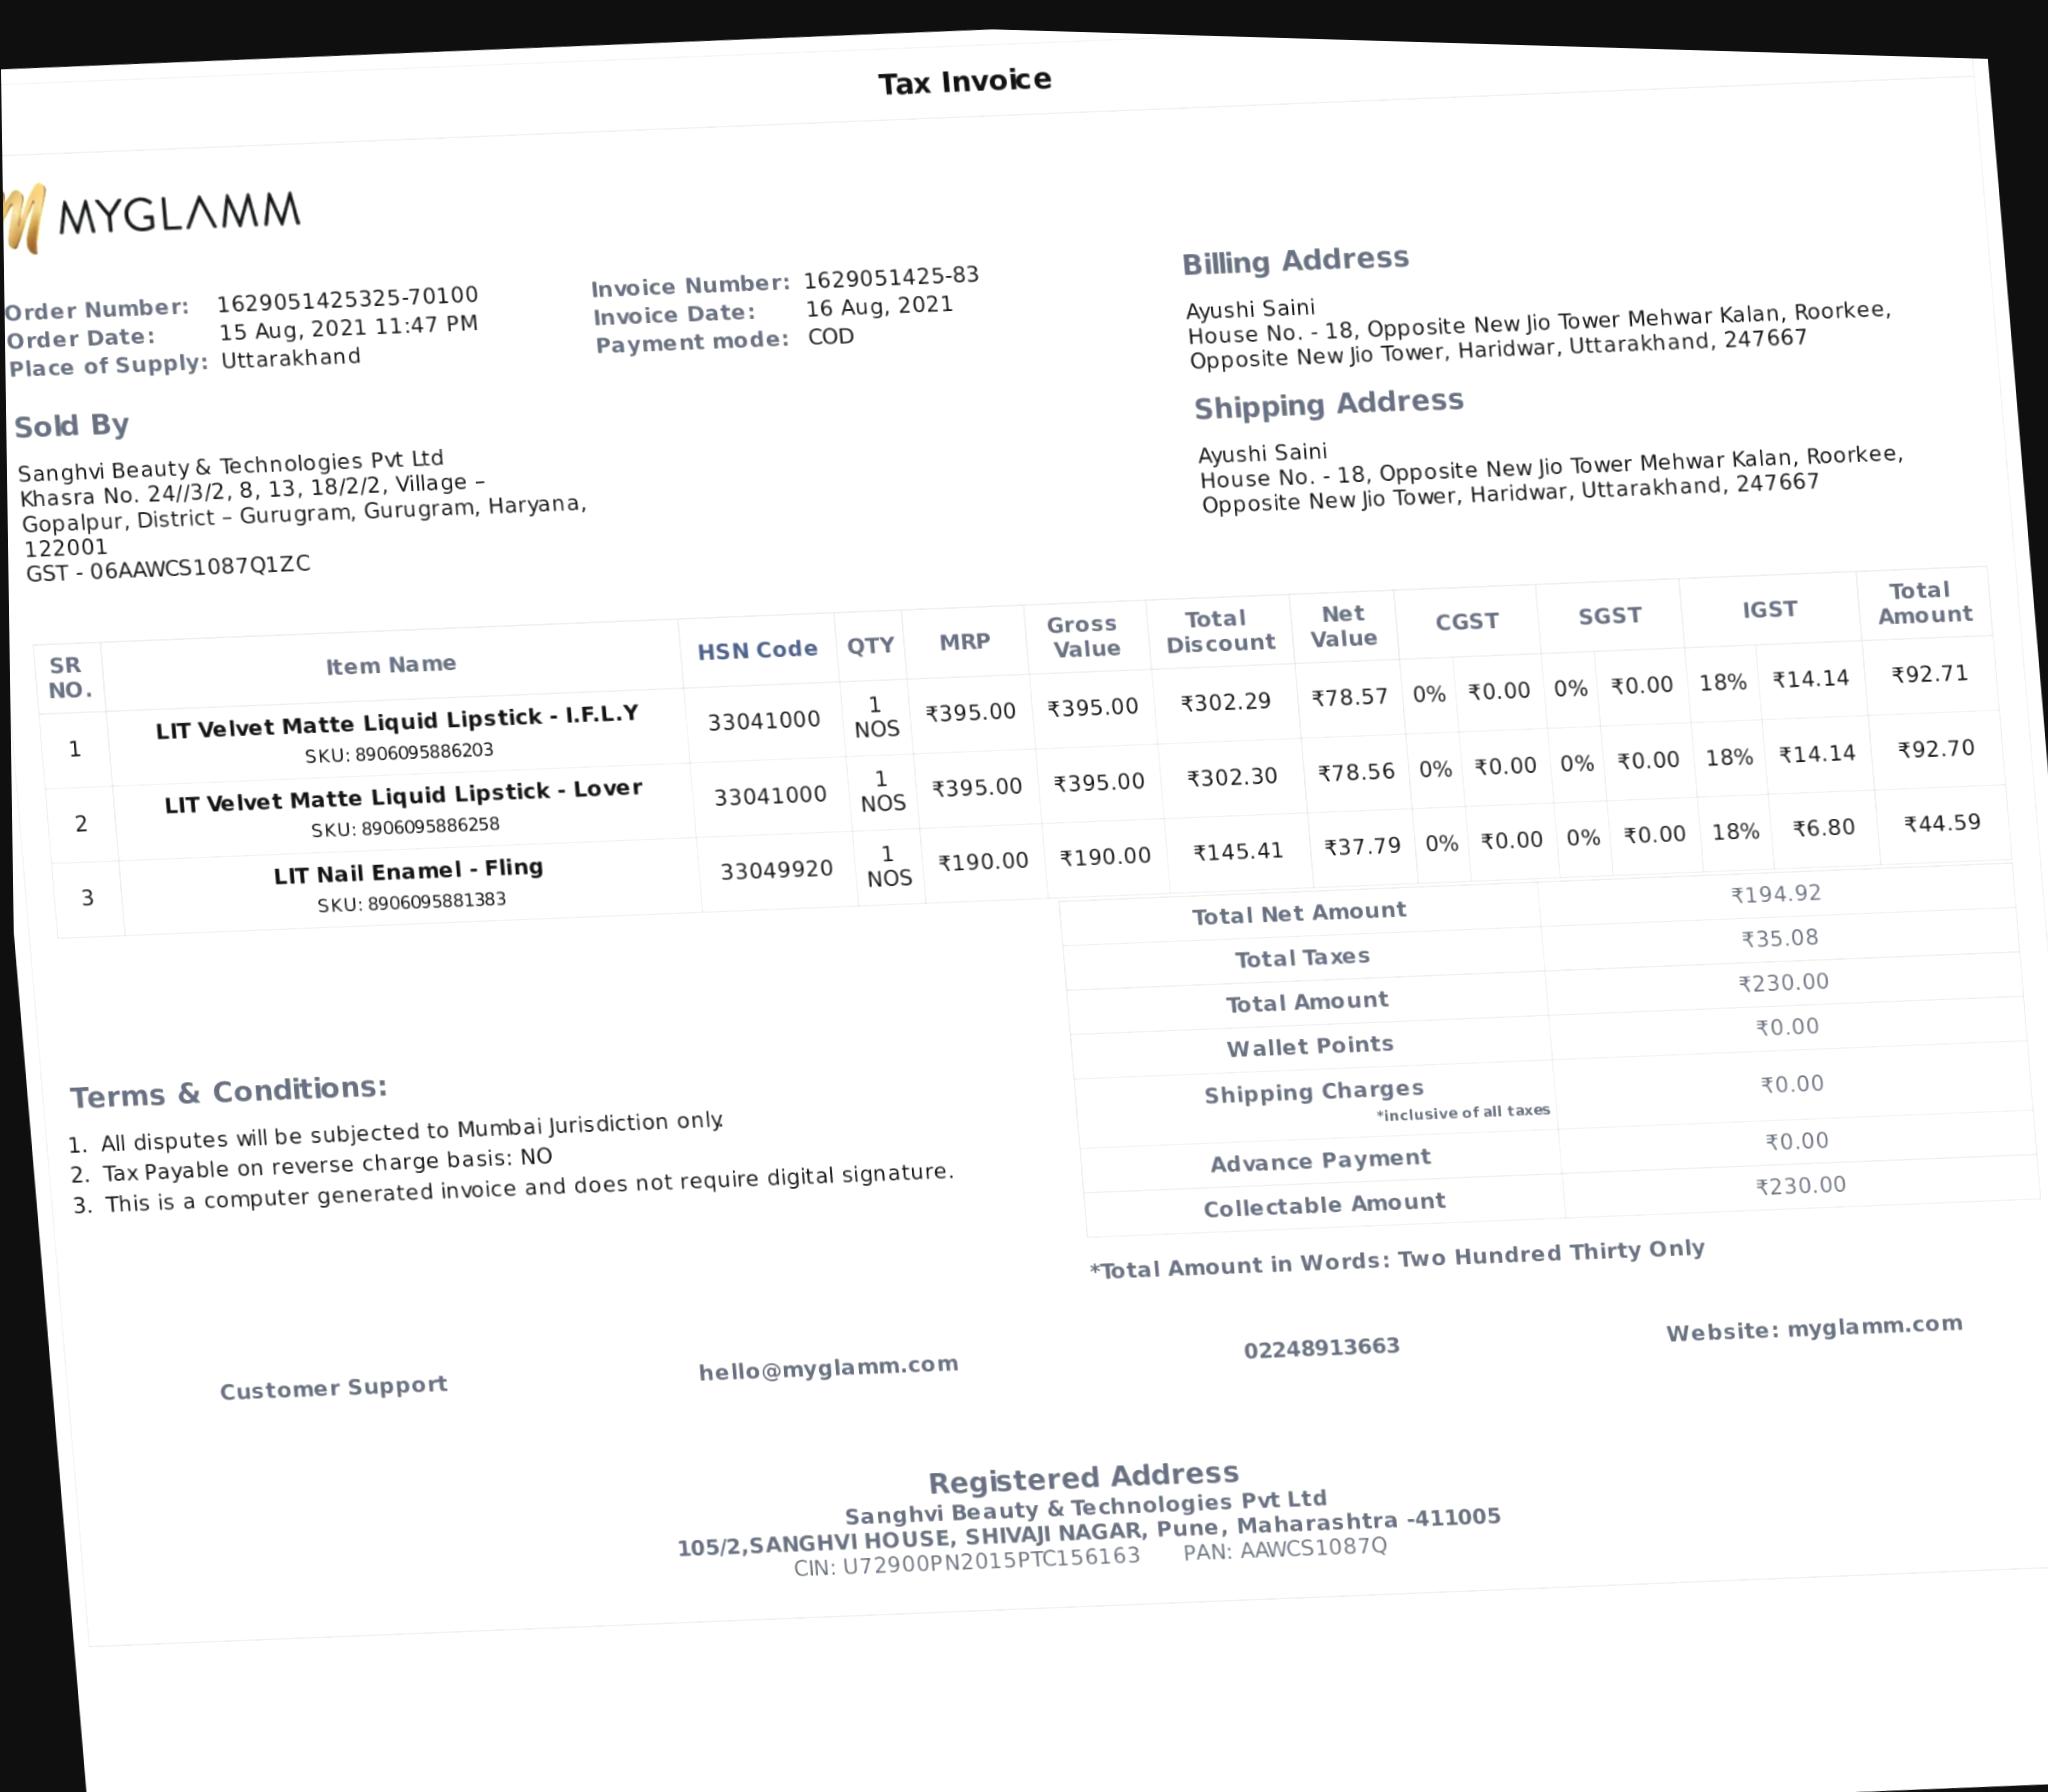 Tax Invoice
MYGLAMM
Order Number: 1629051425325-70100
Order Date: 15 Aug, 2021 11:47 PM
Place of Supply: Uttarakhand
Invoice Number: 1629051425-83
Invoice Date: 16 Aug, 2021
Payment mode: COD
Sold By
Sanghvi Beauty & Technologies Pvt Ltd
Khasra No. 24//3/2, 8, 13, 18/2/2, Village –
Gopalpur, District – Gurugram, Gurugram, Haryana,
122001
GST - 06AAWCS1087Q1ZC
Billing Address
Ayushi Saini
House No. - 18, Opposite New Jio Tower Mehwar Kalan, Roorkee,
Opposite New Jio Tower, Haridwar, Uttarakhand, 247667
Shipping Address
Ayushi Saini
House No. - 18, Opposite New Jio Tower Mehwar Kalan, Roorkee,
Opposite New Jio Tower, Haridwar, Uttarakhand, 247667
SR NO. Item Name HSN Code QTY MRP Gross Value Total Discount Net Value CGST SGST IGST Total Amount
1 LIT Velvet Matte Liquid Lipstick - I.F.L.Y 33041000 1 NOS ₹395.00 ₹395.00 ₹302.29 ₹78.57 0% ₹0.00 0% ₹0.00 18% ₹14.14 ₹92.71
SKU: 8906095886203
2 LIT Velvet Matte Liquid Lipstick - Lover 33041000 1 NOS ₹395.00 ₹395.00 ₹302.30 ₹78.56 0% ₹0.00 0% ₹0.00 18% ₹14.14 ₹92.70
SKU: 8906095886258
3 LIT Nail Enamel - Fling 33049920 1 NOS ₹190.00 ₹190.00 ₹145.41 ₹37.79 0% ₹0.00 0% ₹0.00 18% ₹6.80 ₹44.59
SKU: 8906095881383
Total Net Amount ₹194.92
Total Taxes ₹35.08
Total Amount ₹230.00
Wallet Points ₹0.00
Shipping Charges ₹0.00
*inclusive of all taxes
Advance Payment ₹0.00
Collectable Amount ₹230.00
*Total Amount in Words: Two Hundred Thirty Only
Terms & Conditions:
1. All disputes will be subjected to Mumbai Jurisdiction only.
2. Tax Payable on reverse charge basis: NO
3. This is a computer generated invoice and does not require digital signature.
Customer Support hello@myglamm.com 02248913663 Website: myglamm.com
Registered Address
Sanghvi Beauty & Technologies Pvt Ltd
105/2,SANGHVI HOUSE, SHIVAJI NAGAR, Pune, Maharashtra -411005
CIN: U72900PN2015PTC156163 PAN: AAWCS1087Q